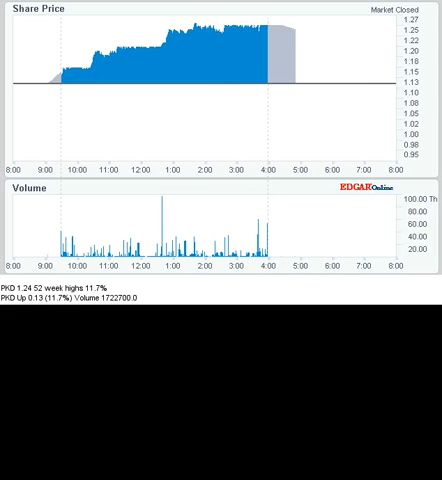 Share Price
Market Closed
1.27
1.25
1.22
1.20
1.18
1.15
1.13
1.10
1.08
1.05
1.02
1.00
0.98
0.95
8:00 9:00 10:00 11:00 12:00 1:00 2:00 3:00 4:00 5:00 6:00 7:00 8:00
Volume
EDGAROnline
100.00 Th
80.00
60.00
40.00
20.00
8:00 9:00 10:00 11:00 12:00 1:00 2:00 3:00 4:00 5:00 6:00 7:00 8:00
PKD 1.24 52 week highs 11.7%
PKD Up 0.13 (11.7%) Volume 1722700.0